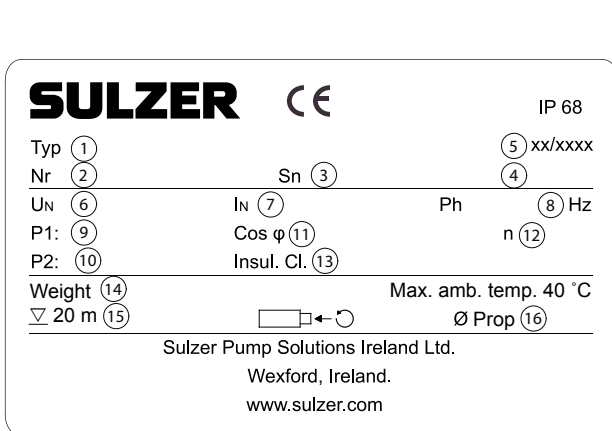 SULZER CE IP 68
Typ 1 5 xx/xxxx
Nr 2 Sn 3 4
UN 6 IN 7 Ph 8 Hz
P1: 9 Cos φ 11 n 12
P2: 10 Insul. Cl. 13
Weight 14 Max. amb. temp. 40 ˚C
▽ 20 m 15 Ø Prop 16
Sulzer Pump Solutions Ireland Ltd.
Wexford, Ireland.
www.sulzer.com